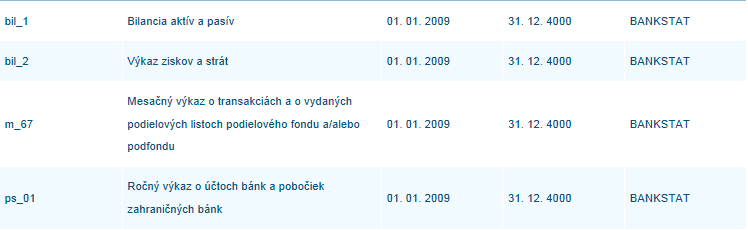 bil_1 Bilancia aktív a pasív 01. 01. 2009 31. 12. 4000 BANKSTAT
bil_2 Výkaz ziskov a strát 01. 01. 2009 31. 12. 4000 BANKSTAT
Mesačný výkaz o transakciách a o vydaných
m_67 podielových listoch podielového fondu a/alebo 01. 01. 2009 31. 12. 4000 BANKSTAT
podfondu
Ročný výkaz o účtoch bánk a pobočiek
ps_01 01. 01. 2009 31. 12. 4000 BANKSTAT
zahraničných bánk